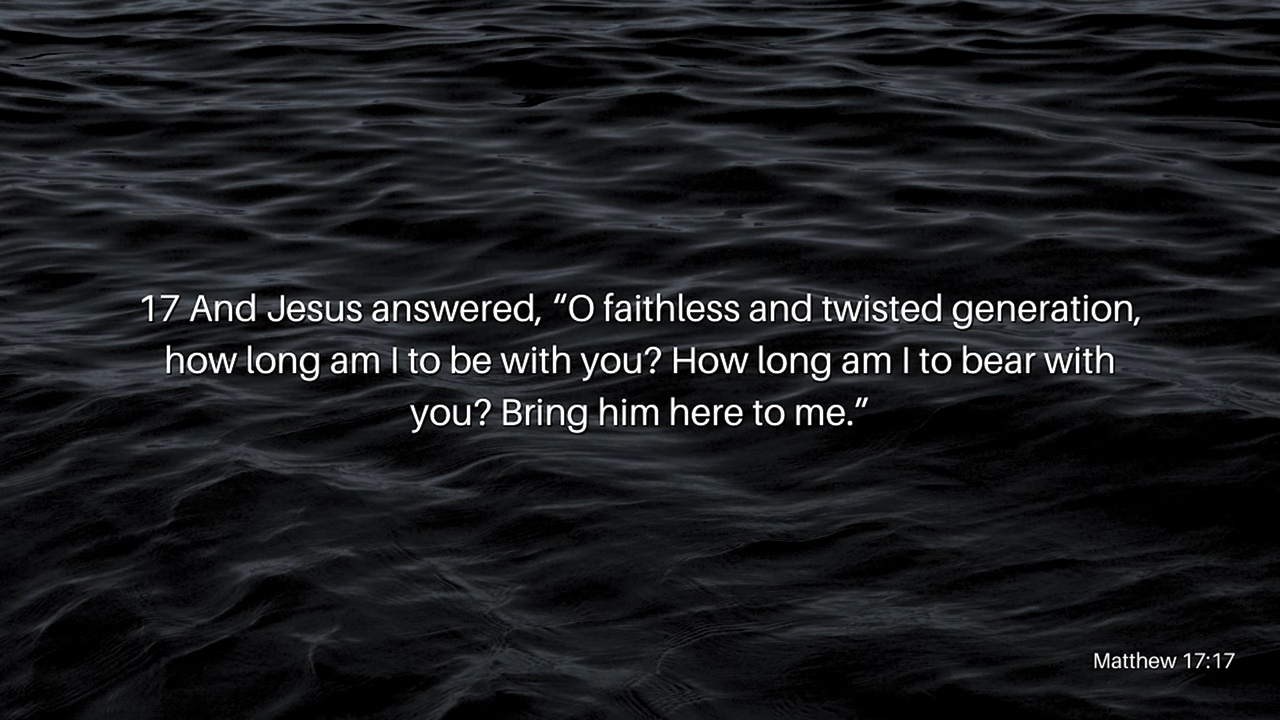 17 And Jesus answered, “O faithless and twisted generation,
how long am I to be with you? How long am I to bear with
you? Bring him here to me.”
Matthew 17:17